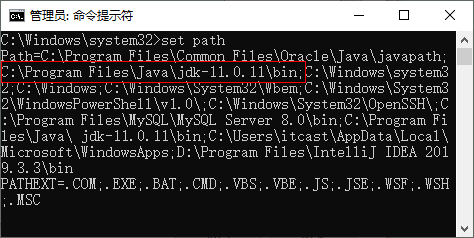 管理员: 命令提示符
C:\Windows\system32>set path
Path=C:\Program Files\Common Files\Oracle\Java\javapath;
C:\Program Files\Java\jdk-11.0.11\bin;C:\Windows\system3
2;C:\Windows;C:\Windows\System32\Wbem;C:\Windows\System3
2\WindowsPowerShell\v1.0\;C:\Windows\System32\OpenSSH\;C
:\Program Files\MySQL\MySQL Server 8.0\bin;C:\Program Fi
les\Java\ jdk-11.0.11\bin;C:\Users\itcast\AppData\Local\
Microsoft\WindowsApps;D:\Program Files\IntelliJ IDEA 201
9.3.3\bin
PATHEXT=.COM;.EXE;.BAT;.CMD;.VBS;.VBE;.JS;.JSE;.WSF;.WSH
;.MSC